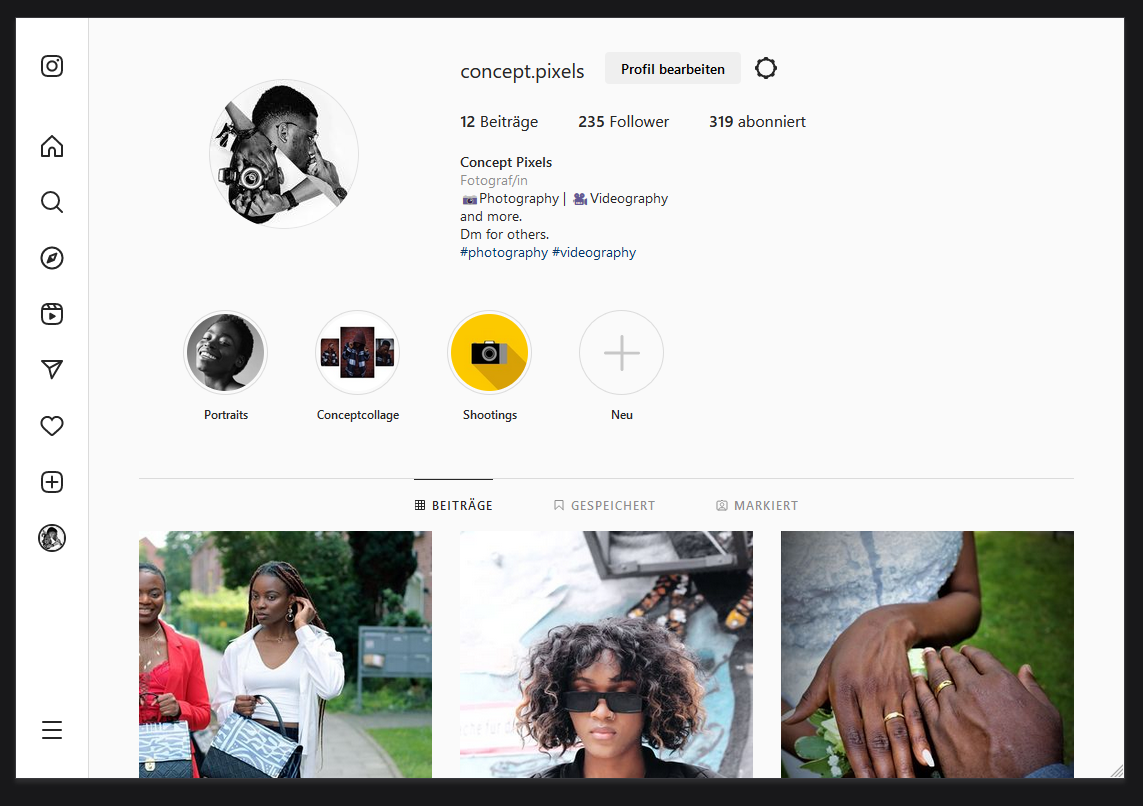 concept.pixels Profil bearbeiten
12 Beiträge 235 Follower 319 abonniert
Concept Pixels
Fotograf/in
📷Photography | 🎥Videography
and more.
Dm for others.
#photography #videography
Portraits Conceptcollage Shootings Neu
BEITRÄGE GESPEICHERT MARKIERT